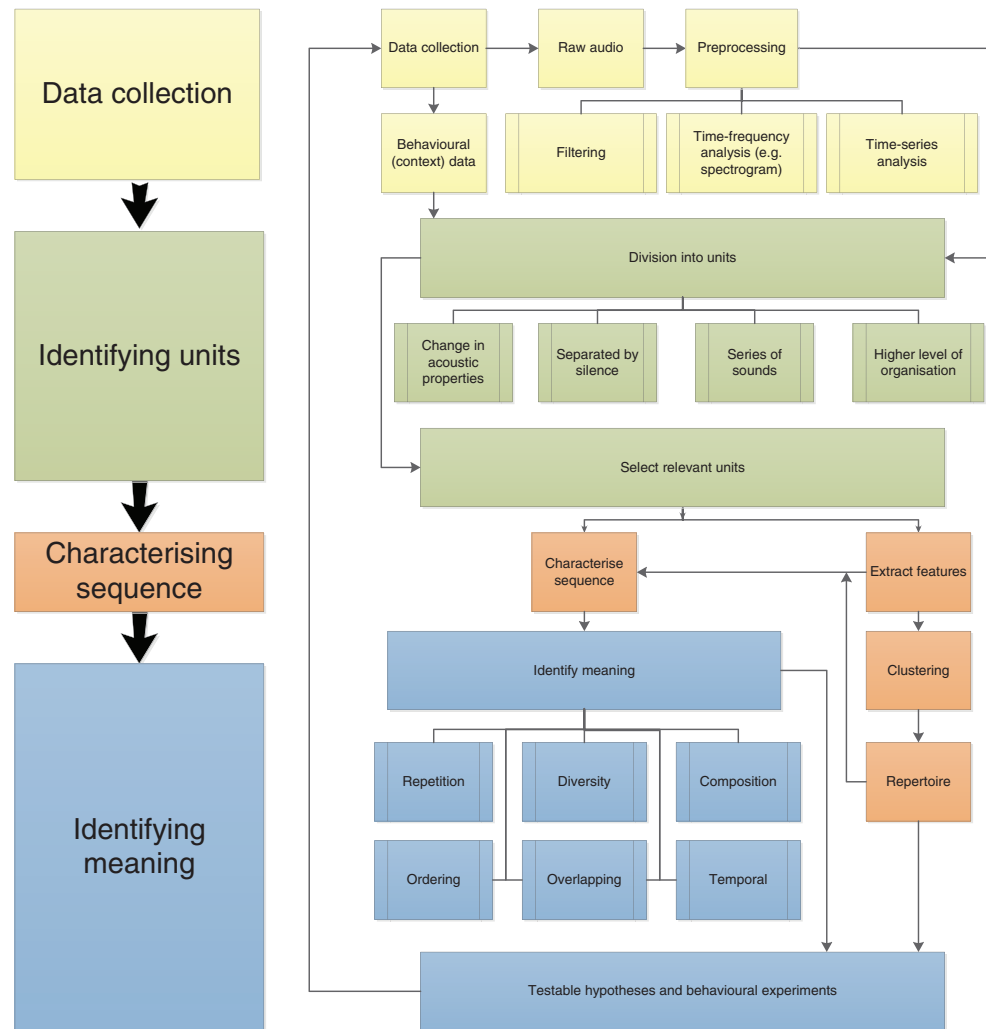 Data collection
Identifying units
Characterising
sequence
Identifying
meaning
Data collection
Raw audio
Preprocessing
Behavioural
(context) data
Filtering
Time-frequency
analysis (e.g.
spectrogram)
Time-series
analysis
Division into units
Change in
acoustic
properties
Separated by
silence
Series of
sounds
Higher level of
organisation
Select relevant units
Characterise
sequence
Extract features
Identify meaning
Clustering
Repetition
Diversity
Composition
Repertoire
Ordering
Overlapping
Temporal
Testable hypotheses and behavioural experiments